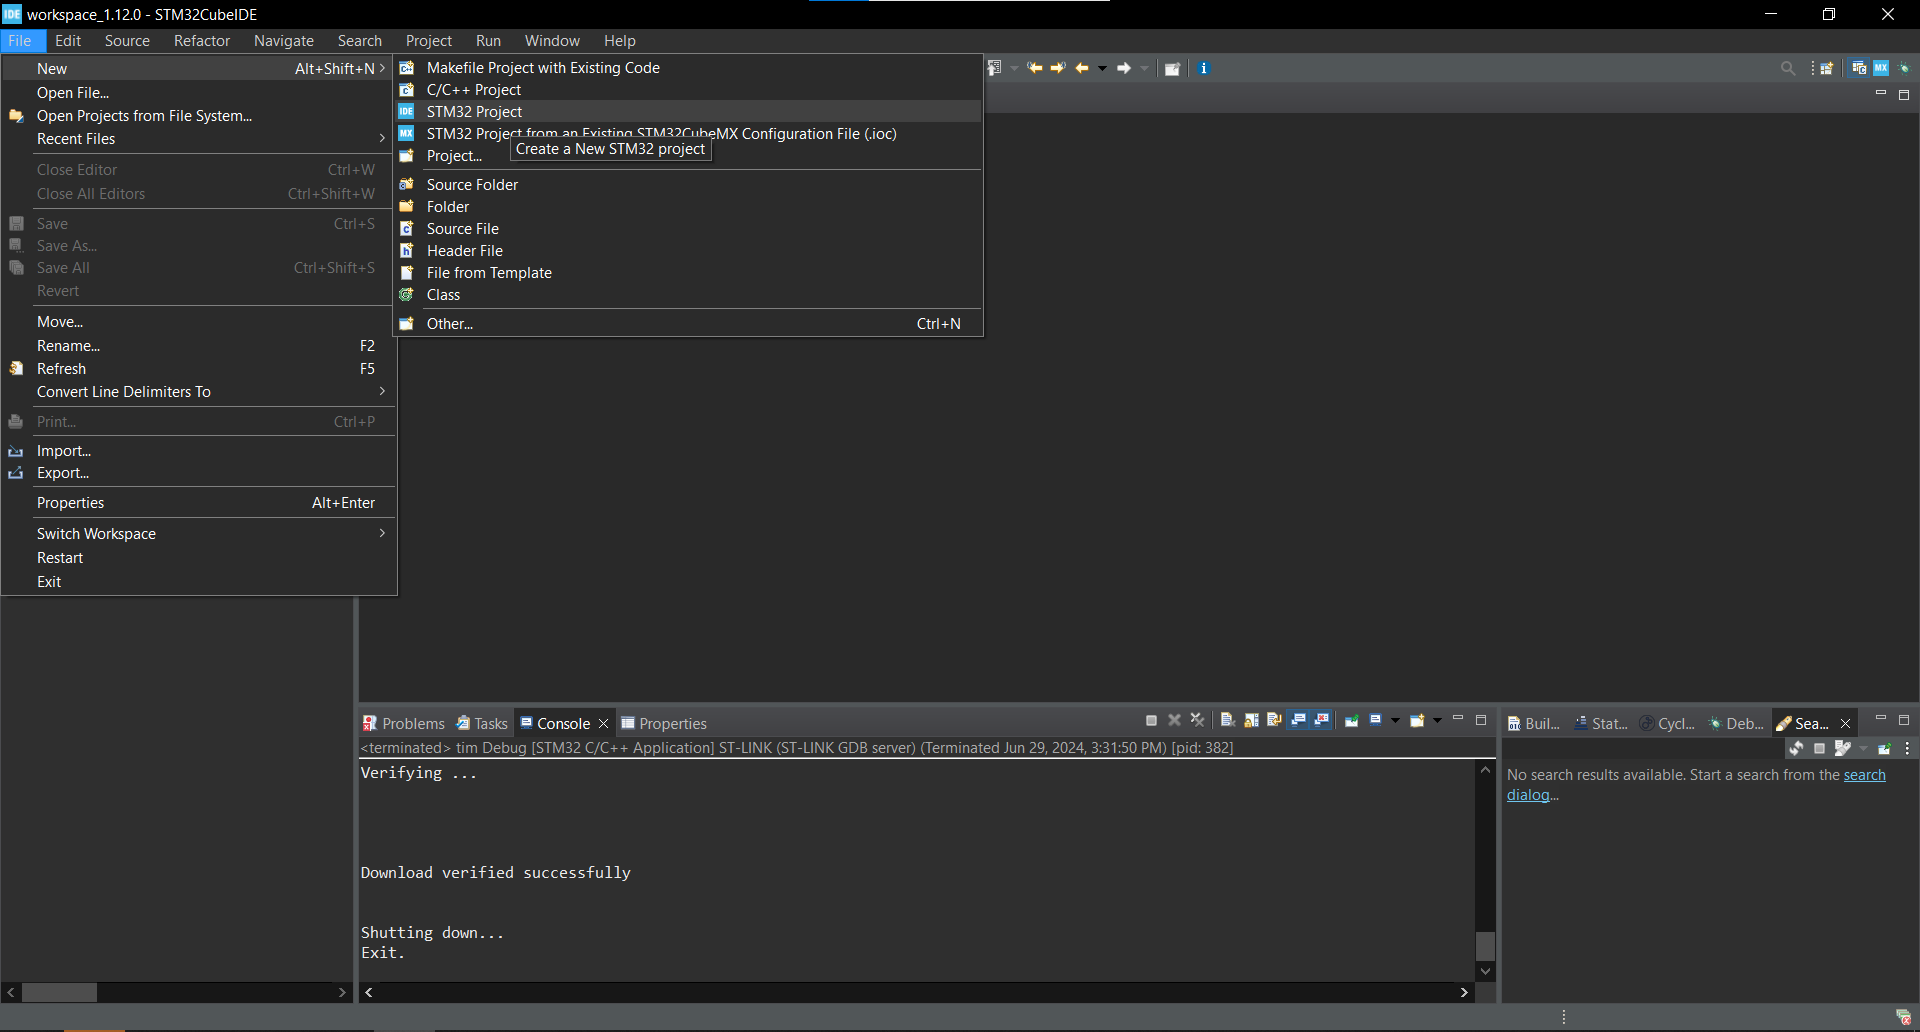 IDE workspace_1.12.0 - STM32CubeIDE
File Edit Source Refactor Navigate Search Project Run Window Help
New Alt+Shift+N
Open File...
Open Projects from File System...
Recent Files
Close Editor Ctrl+W
Close All Editors Ctrl+Shift+W
Save Ctrl+S
Save As...
Save All Ctrl+Shift+S
Revert
Move...
Rename... F2
Refresh F5
Convert Line Delimiters To
Print... Ctrl+P
Import...
Export...
Properties Alt+Enter
Switch Workspace
Restart
Exit
Makefile Project with Existing Code
C/C++ Project
IDE STM32 Project
MX STM32 Project from an Existing STM32CubeMX Configuration File (.ioc)
Create a New STM32 project
Project...
Source Folder
Folder
Source File
Header File
File from Template
Class
Other... Ctrl+N
MX
Problems Tasks Console Properties
<terminated> tim Debug [STM32 C/C++ Application] ST-LINK (ST-LINK GDB server) (Terminated Jun 29, 2024, 3:31:50 PM) [pid: 382]
Verifying ...
Download verified successfully
Shutting down...
Exit.
Buil... Stat... Cycl... Deb... Sea...
No search results available. Start a search from the search
dialog...